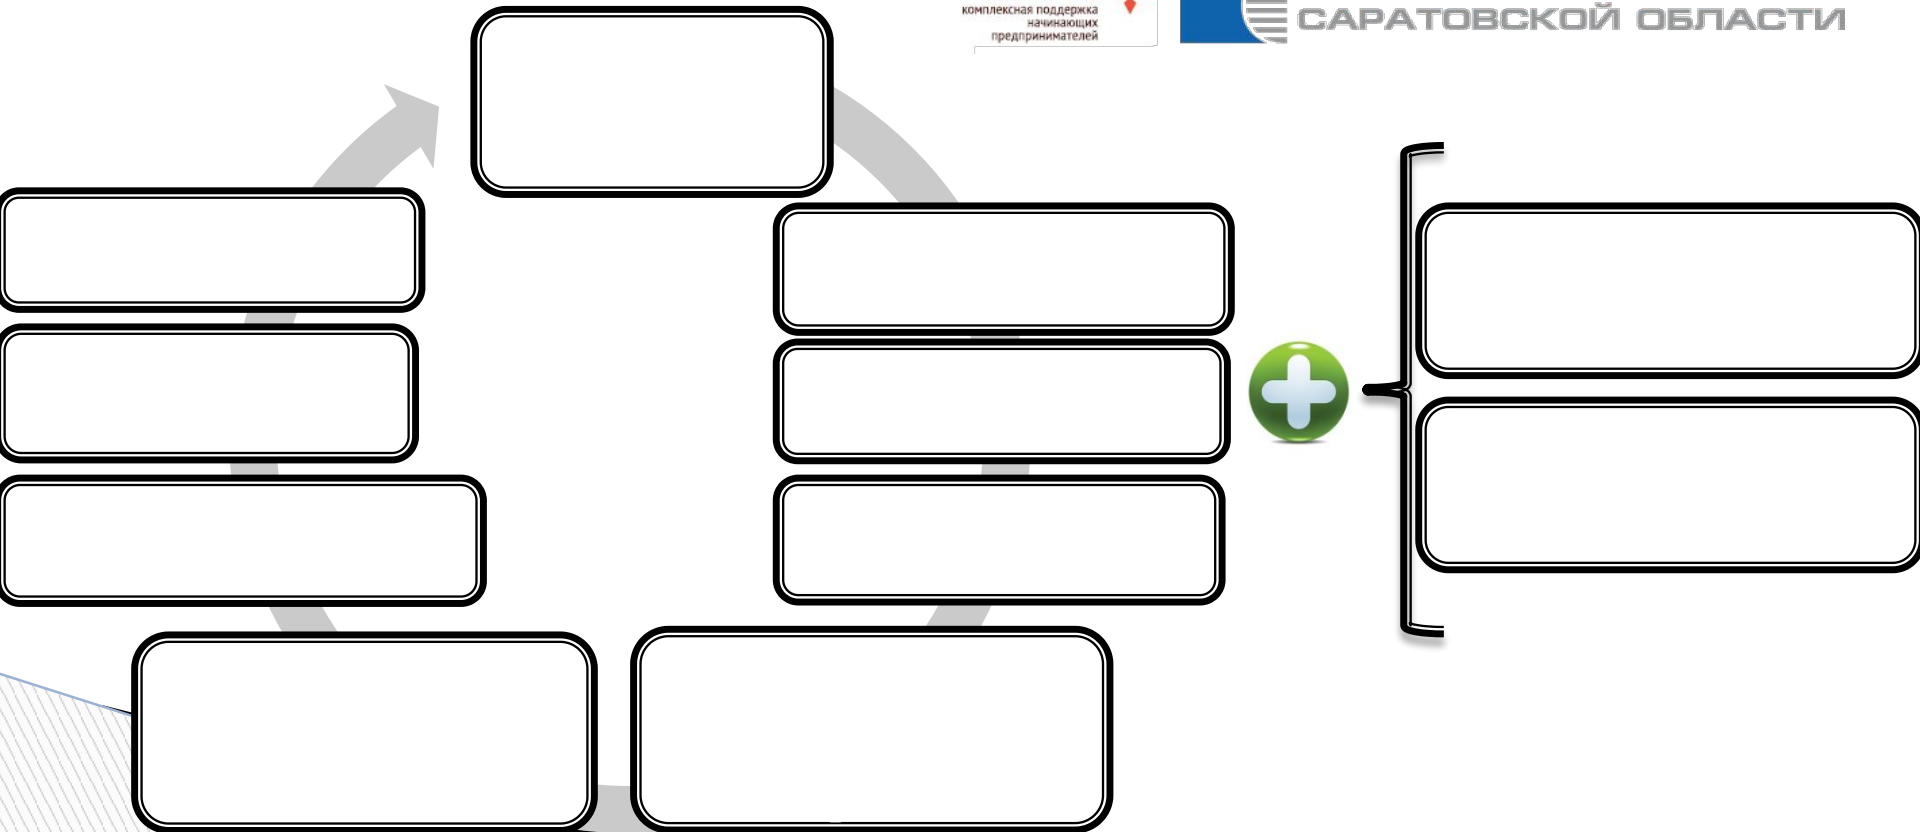 комплексная поддержка
начинающих
предпринимателей
САРАТОВСКОЙ ОБЛАСТИ